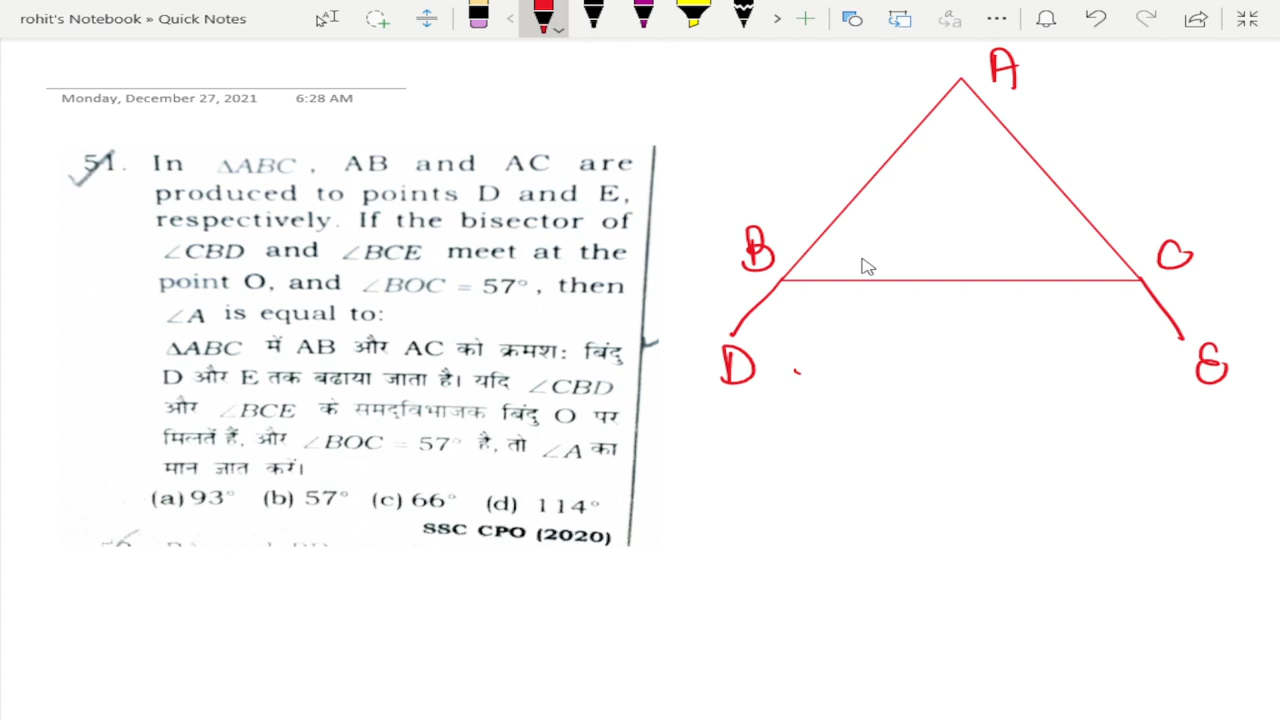 rohit's Notebook » Quick Notes
Monday, December 27, 2021 6:28 AM
A
51. In ΔABC, AB and AC are
produced to points D and E,
respectively. If the bisector of
∠CBD and ∠BCE meet at the
point O, and ∠BOC = 57°, then
∠A is equal to:
ΔABC में AB और AC को क्रमश: बिंदु
D और E तक बढाया जाता है। यदि ∠CBD
और ∠BCE के समद्विभाजक बिंदु O पर
मिलतें हैं, और ∠BOC = 57° है, तो ∠A का
मान ज्ञात करें।
(a) 93° (b) 57° (c) 66° (d) 114°
SSC CPO (2020)
B
C
D
E